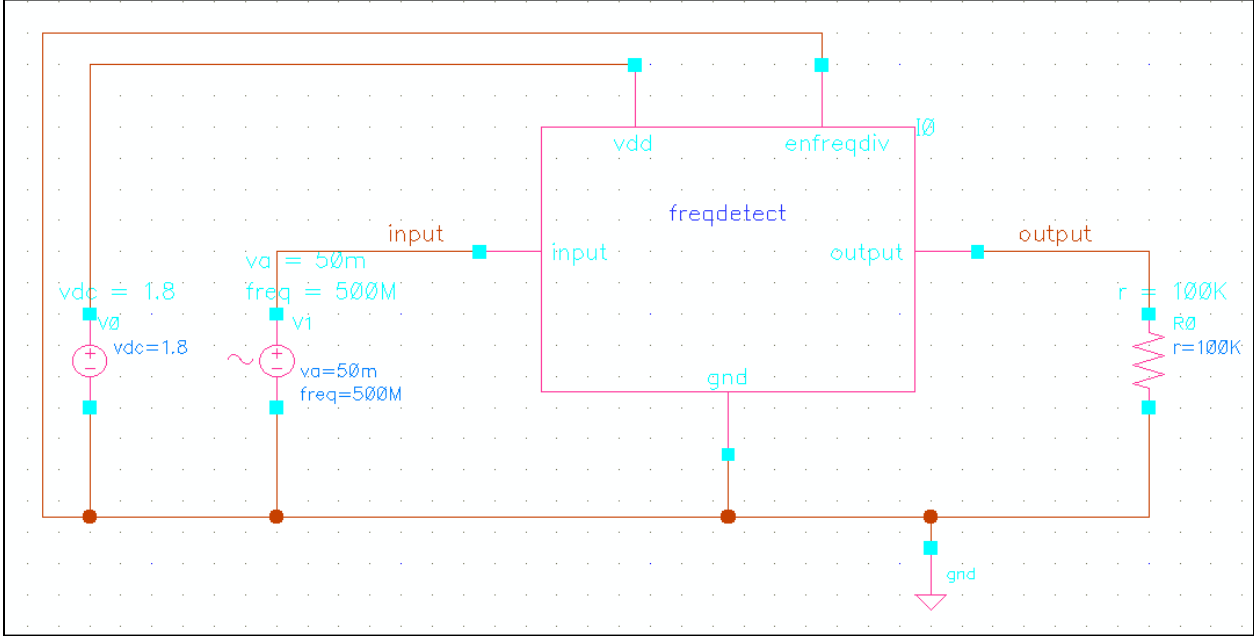 I0
vdd
enfreqdiv
freqdetect
input
output
input
output
va = 50m
vdc = 1.8
freq = 500M
r = 100K
V0
V1
R0
vdc=1.8
r=100K
va=50m
gnd
freq=500M
gnd